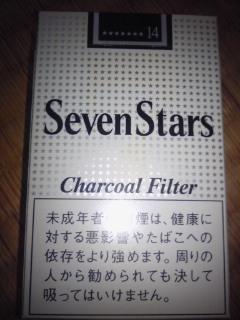 14
Seven Stars
Charcoal Filter
未成年者の喫煙は、健康に
対する悪影響やたばこへの
依存をより強めます。周りの
人から勧められても決して
吸ってはいけません。